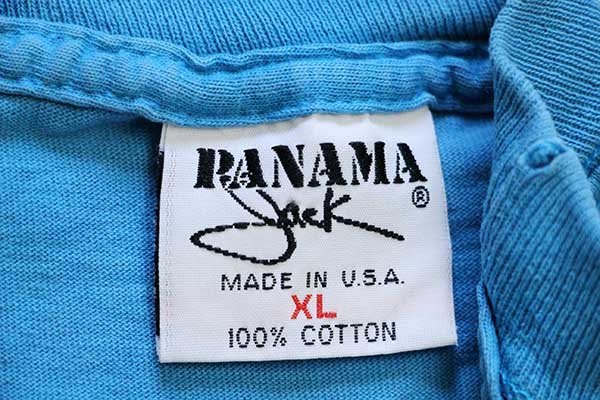 PANAMA
Jack ®
MADE IN U.S.A.
XL
100% COTTON